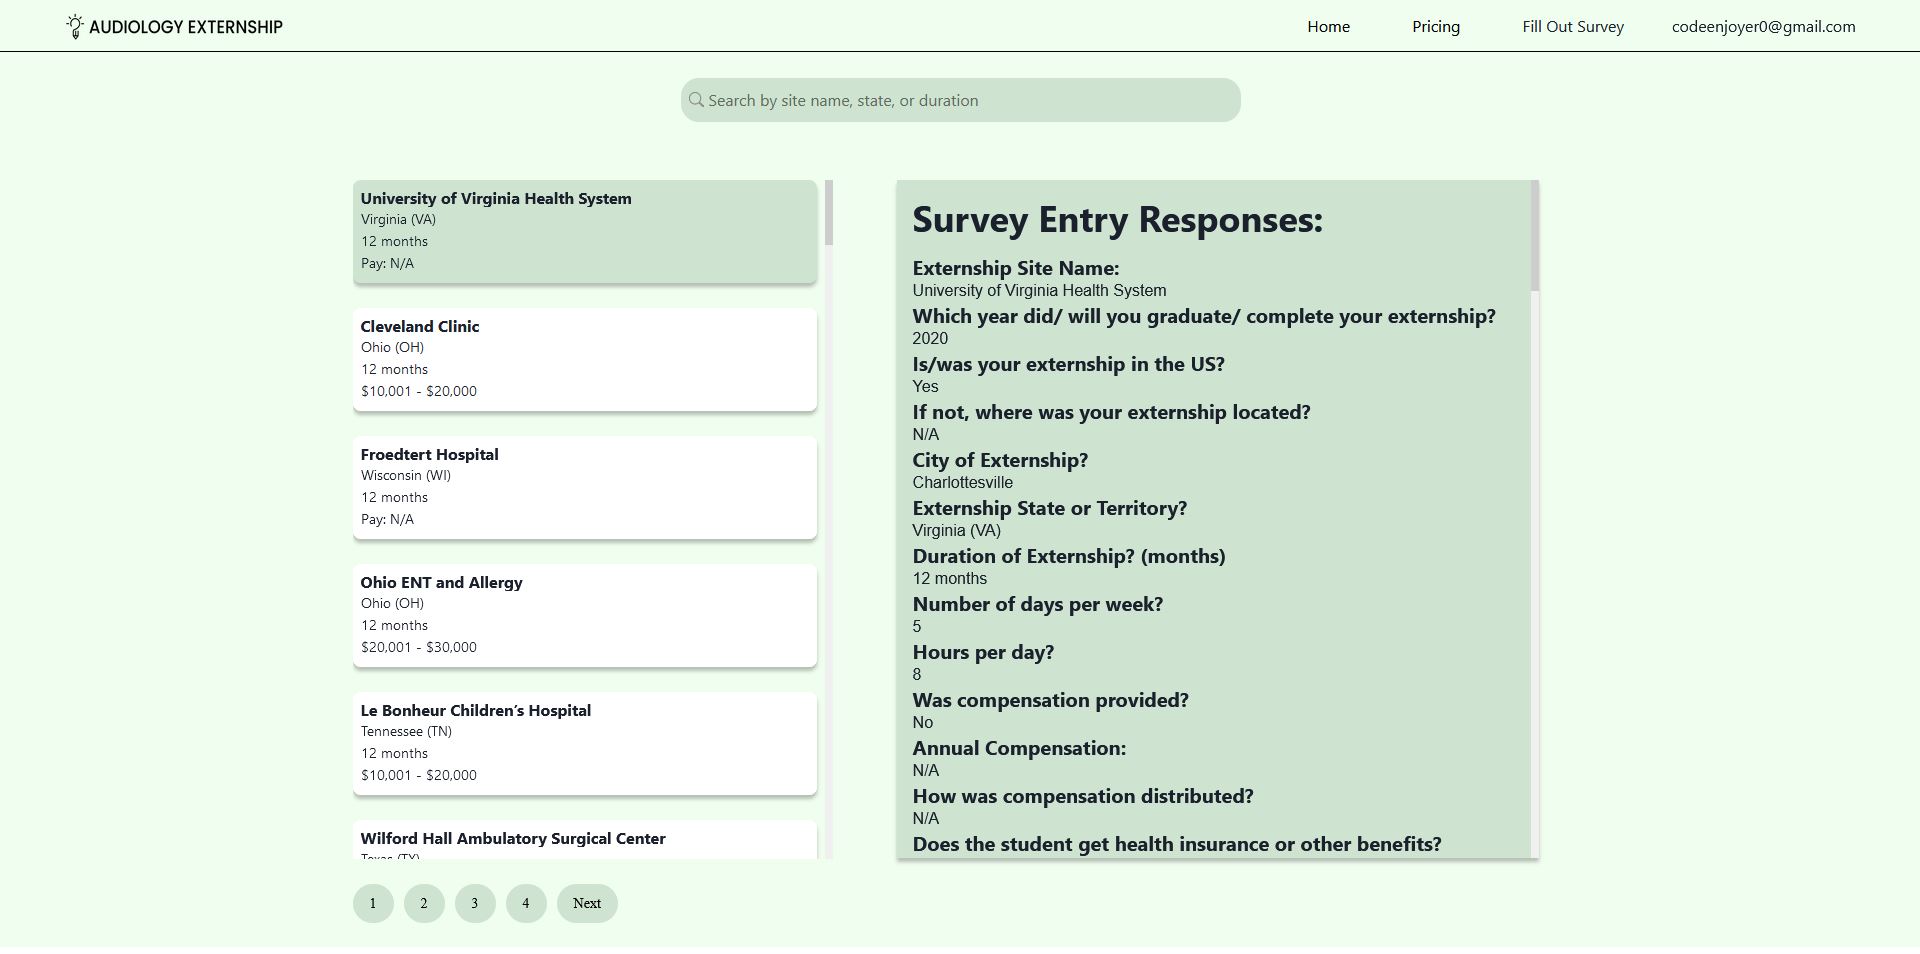 AUDIOLOGY EXTERNSHIP
Home
Pricing
Fill Out Survey
codeenjoyer0@gmail.com
Search by site name, state, or duration
University of Virginia Health System
Virginia (VA)
12 months
Pay: N/A
Cleveland Clinic
Ohio (OH)
12 months
$10,001 - $20,000
Froedtert Hospital
Wisconsin (WI)
12 months
Pay: N/A
Ohio ENT and Allergy
Ohio (OH)
12 months
$20,001 - $30,000
Le Bonheur Children’s Hospital
Tennessee (TN)
12 months
$10,001 - $20,000
Wilford Hall Ambulatory Surgical Center
Texas (TX)
1
2
3
4
Next
Survey Entry Responses:
Externship Site Name:
University of Virginia Health System
Which year did/ will you graduate/ complete your externship?
2020
Is/was your externship in the US?
Yes
If not, where was your externship located?
N/A
City of Externship?
Charlottesville
Externship State or Territory?
Virginia (VA)
Duration of Externship? (months)
12 months
Number of days per week?
5
Hours per day?
8
Was compensation provided?
No
Annual Compensation:
N/A
How was compensation distributed?
N/A
Does the student get health insurance or other benefits?